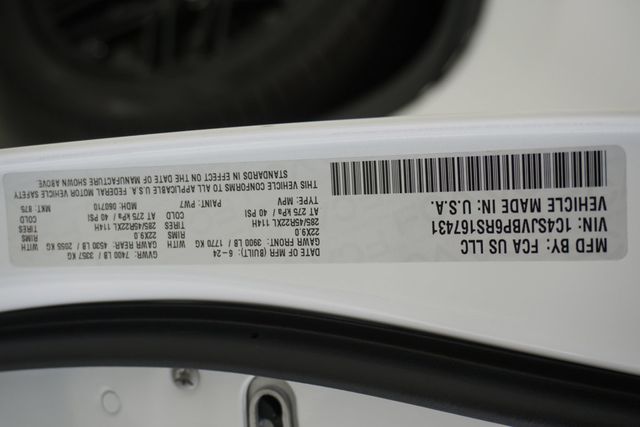 MFD BY: FCA US LLC
VIN: 1C4SJVBP6RS167431
VEHICLE MADE IN: U.S.A.
DATE OF MFR (BUILT): 6-24 GVWR: 7400 LB / 3357 KG
GAWR FRONT: 3900 LB / 1770 KG GAWR REAR: 4530 LB / 2055 KG
22X9.0 RIMS 22X9.0 RIMS
285/45R22XL 114H TIRES 285/45R22XL 114H TIRES
AT 275 kPa / 40 PSI COLD AT 275 kPa / 40 PSI COLD
TYPE: MPV PAINT: PW7 MDH: 060710 MKT: 875
THIS VEHICLE CONFORMS TO ALL APPLICABLE U.S.A. FEDERAL MOTOR VEHICLE SAFETY
STANDARDS IN EFFECT ON THE DATE OF MANUFACTURE SHOWN ABOVE.